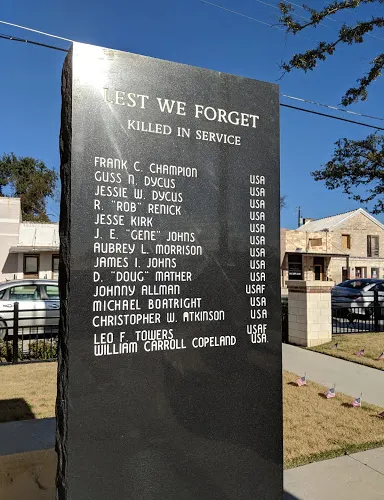 LEST WE FORGET
KILLED IN SERVICE
FRANK C. CHAMPION USA
GUSS N. DYCUS USA
JESSIE W. DYCUS USA
R. "ROB" RENICK USA
JESSE KIRK USA
J. E. "GENE" JOHNS USA
AUBREY L. MORRISON USA
JAMES I. JOHNS USA
D. "DOUG" MATHER USA
JOHNNY ALLMAN USAF
MICHAEL BOATRIGHT USA
CHRISTOPHER W. ATKINSON USA
LEO F. TOWERS USAF
WILLIAM CARROLL COPELAND USA.